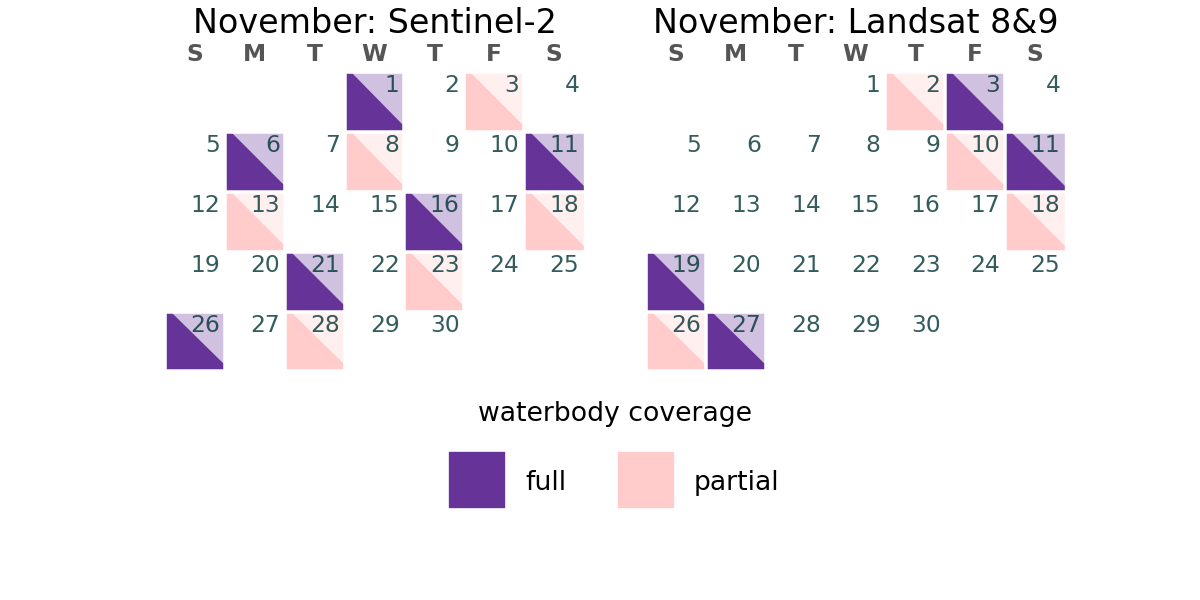 November: Sentinel-2
S M T W T F S
1 2 3 4
5 6 7 8 9 10 11
12 13 14 15 16 17 18
19 20 21 22 23 24 25
26 27 28 29 30
November: Landsat 8&9
S M T W T F S
1 2 3 4
5 6 7 8 9 10 11
12 13 14 15 16 17 18
19 20 21 22 23 24 25
26 27 28 29 30
waterbody coverage
full
partial